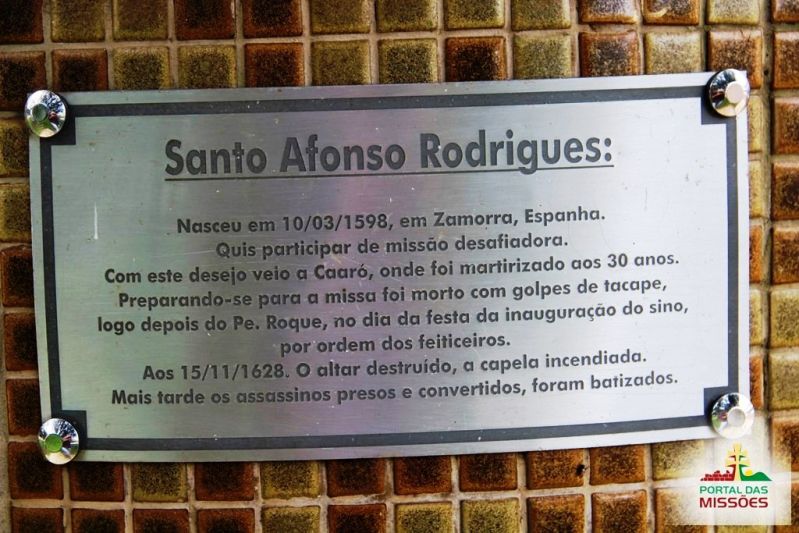 Santo Afonso Rodrigues:
Nasceu em 10/03/1598, em Zamorra, Espanha.
Quis participar de missão desafiadora.
Com este desejo veio a Caaró, onde foi martirizado aos 30 anos.
Preparando-se para a missa foi morto com golpes de tacape,
logo depois do Pe. Roque, no dia da festa da inauguração do sino,
por ordem dos feiticeiros.
Aos 15/11/1628. O altar destruído, a capela incendiada.
Mais tarde os assassinos presos e convertidos, foram batizados.
PORTAL DAS
MISSÕES